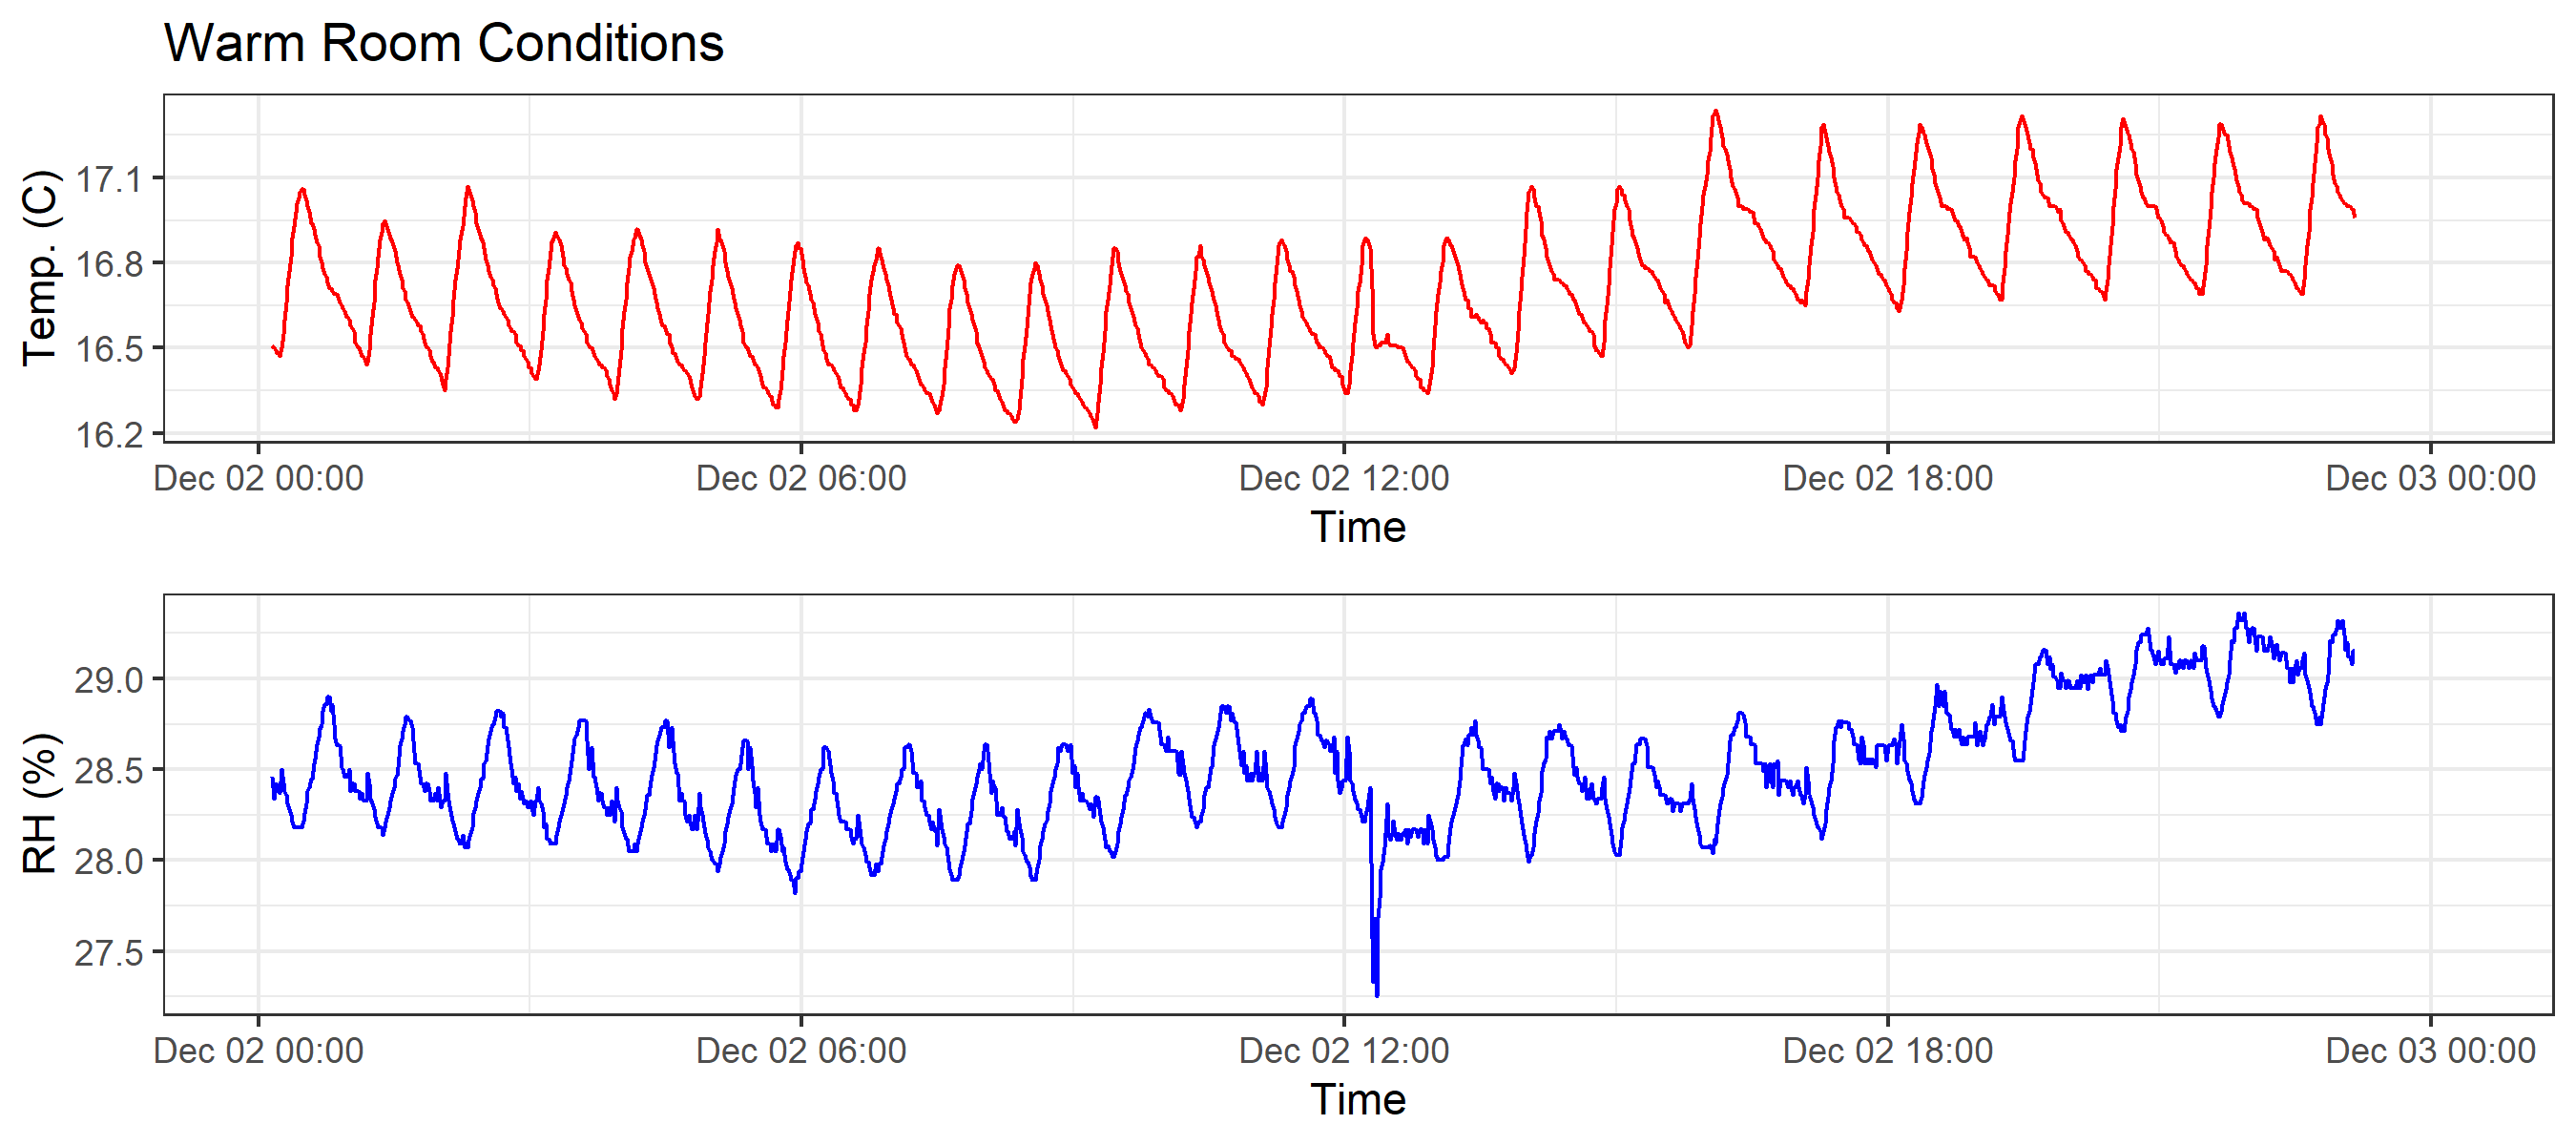 Warm Room Conditions
Temp. (C)
17.1
16.8
16.5
16.2
Dec 02 00:00 Dec 02 06:00 Dec 02 12:00 Dec 02 18:00 Dec 03 00:00
Time
RH (%)
29.0
28.5
28.0
27.5
Dec 02 00:00 Dec 02 06:00 Dec 02 12:00 Dec 02 18:00 Dec 03 00:00
Time